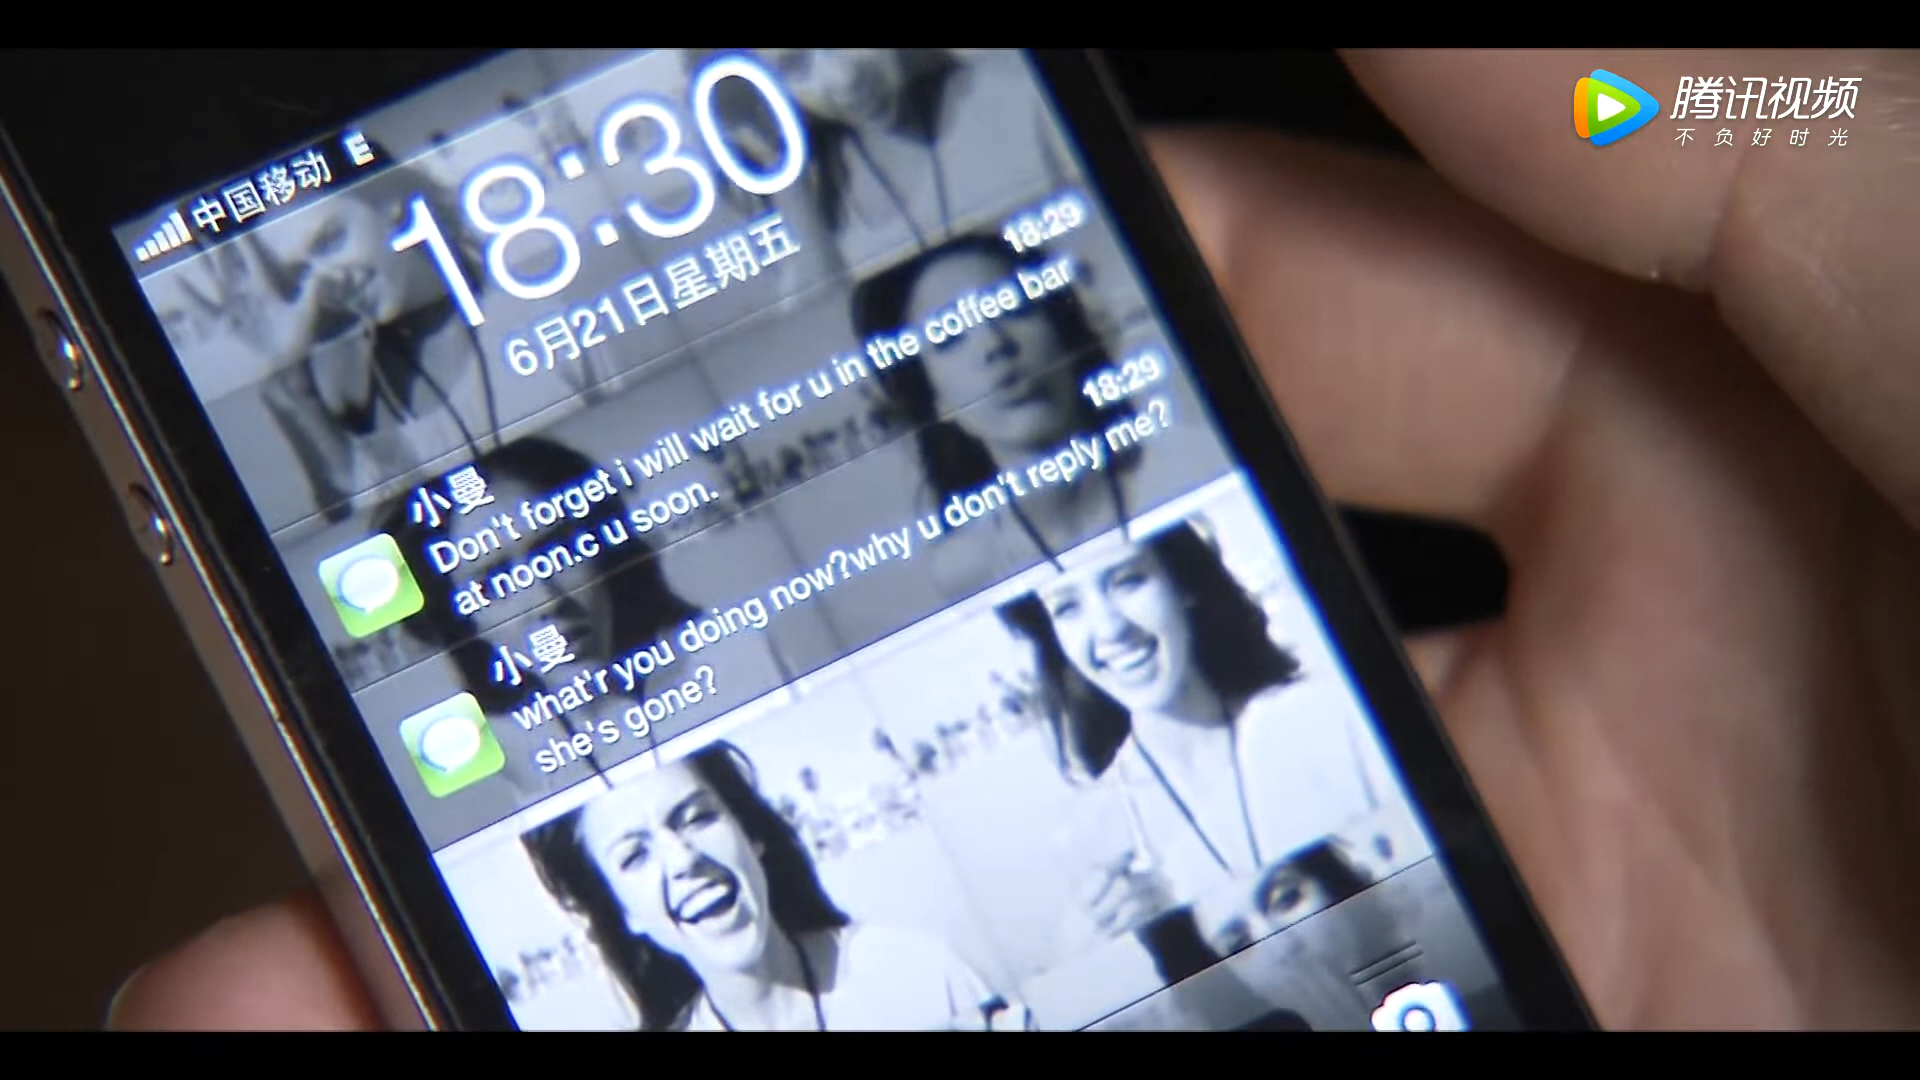 腾讯视频
不负好时光
中国移动 E
18:30
6月21日星期五
小曼 18:29
Don't forget i will wait for u in the coffee bar
at noon.c u soon.
小曼 18:29
what'r you doing now?why u don't reply me?
she's gone?